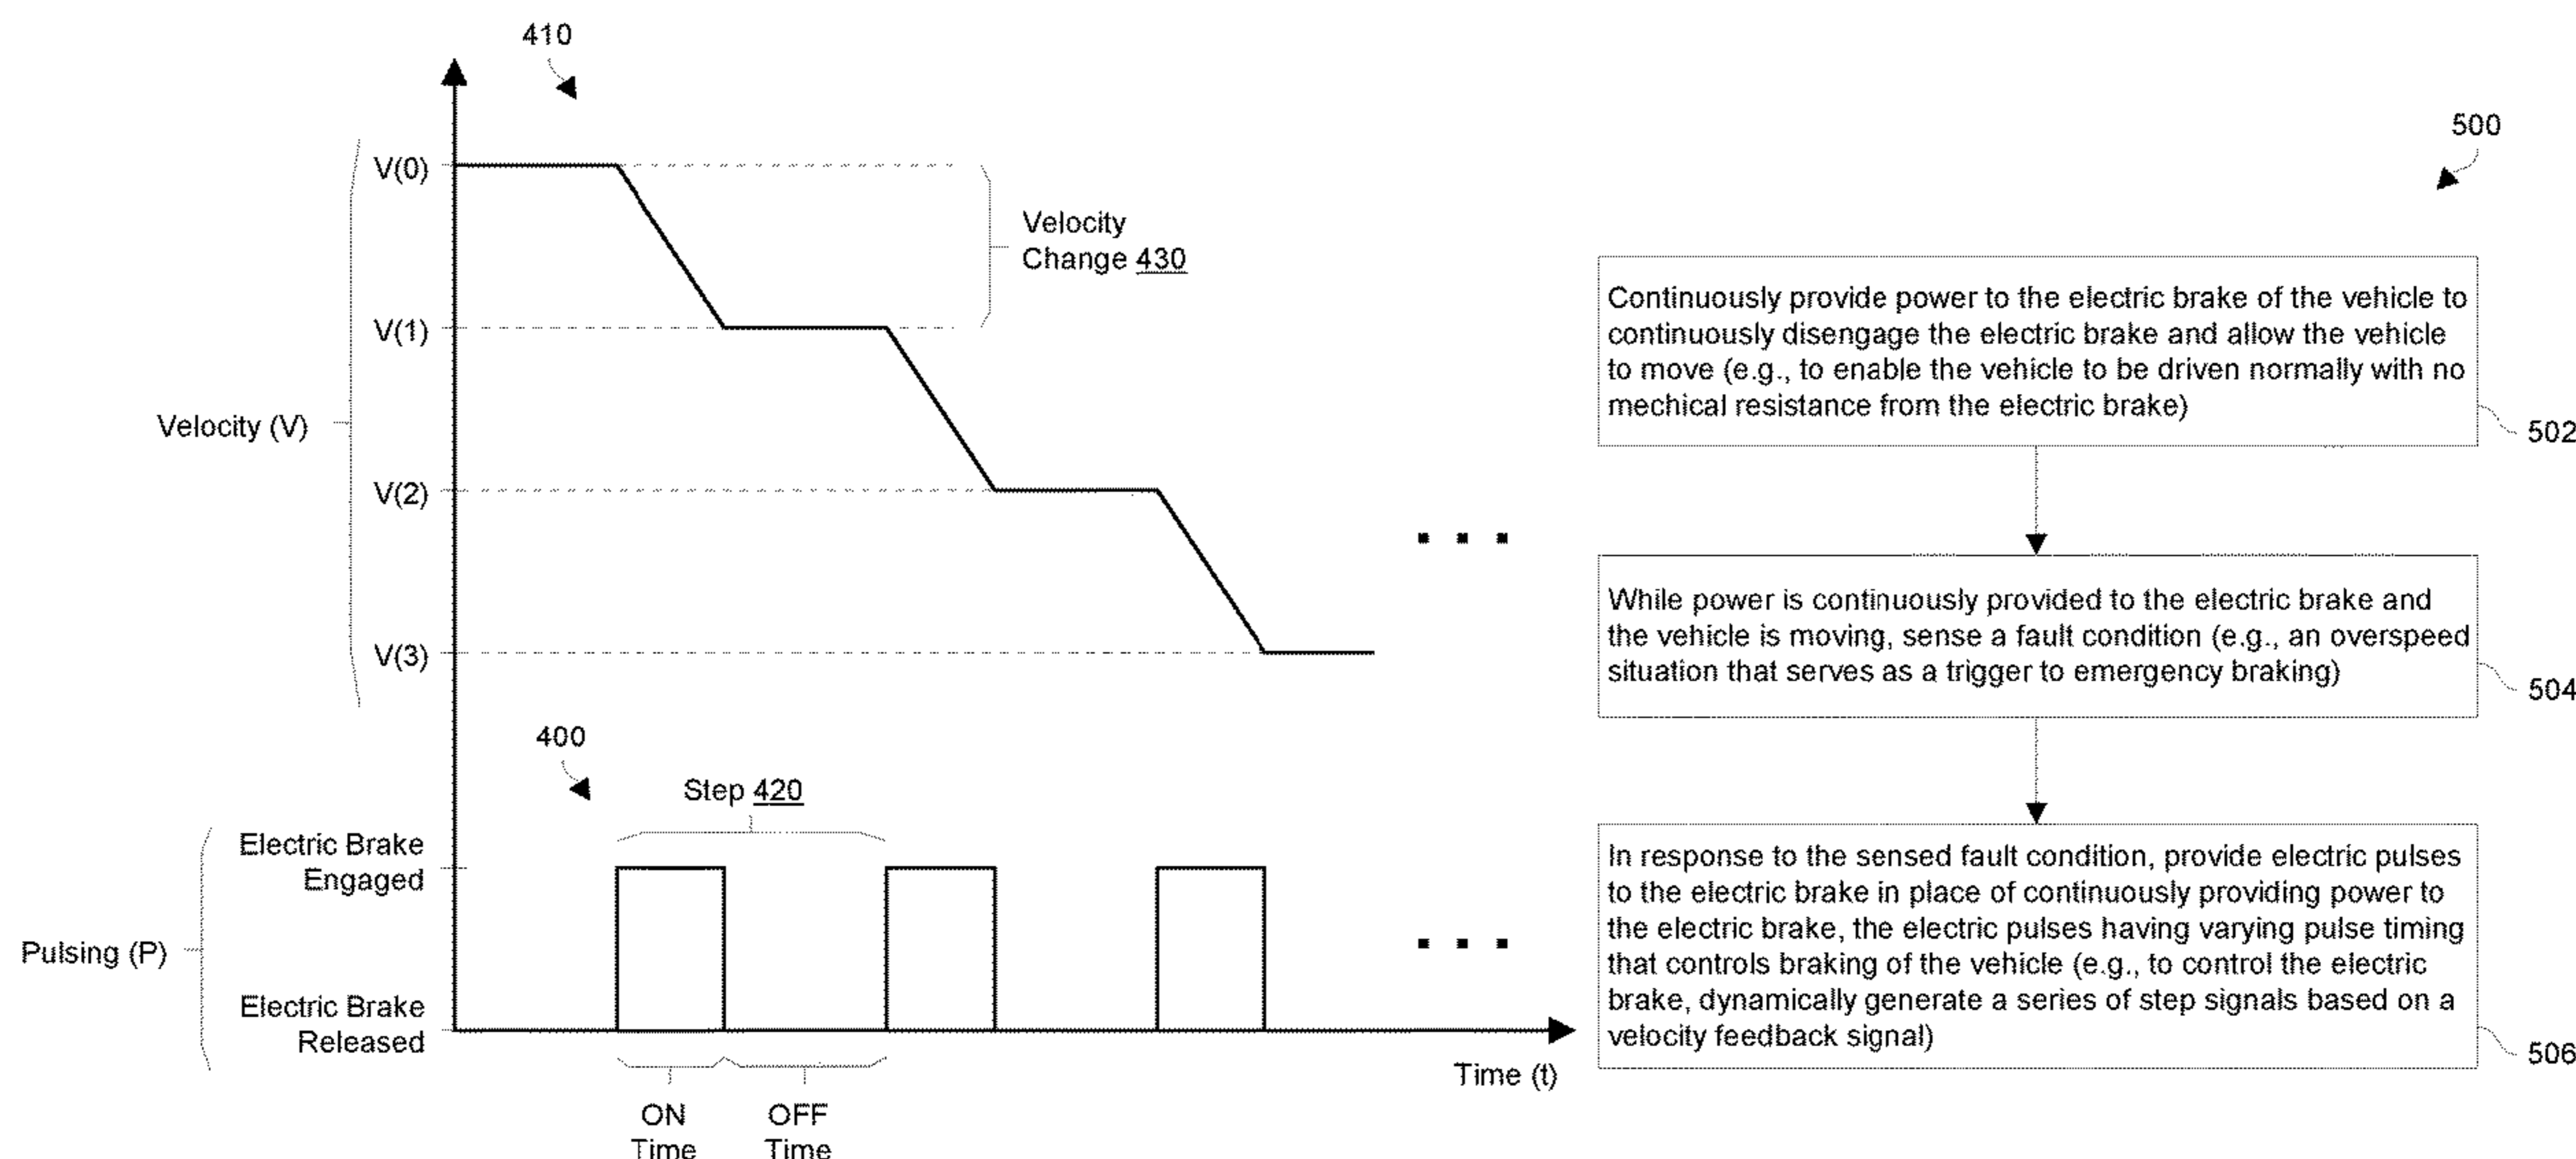 410
V(0)
Velocity
Change 430
V(1)
Velocity (V)
V(2)
V(3)
400
Step 420
Electric Brake
Engaged
Pulsing (P)
Electric Brake
Released
Time (t)
ON
Time
OFF
Time
500
Continuously provide power to the electric brake of the vehicle to
continuously disengage the electric brake and allow the vehicle
to move (e.g., to enable the vehicle to be driven normally with no
mechical resistance from the electric brake)
502
While power is continuously provided to the electric brake and
the vehicle is moving, sense a fault condition (e.g., an overspeed
situation that serves as a trigger to emergency braking)
504
In response to the sensed fault condition, provide electric pulses
to the electric brake in place of continuously providing power to
the electric brake, the electric pulses having varying pulse timing
that controls braking of the vehicle (e.g., to control the electric
brake, dynamically generate a series of step signals based on a
velocity feedback signal)
506